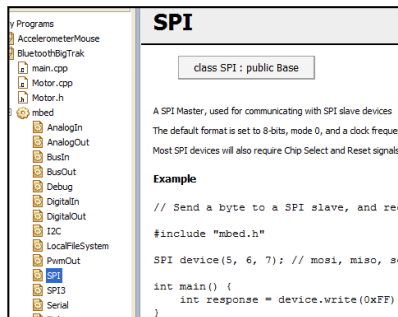 y Programs
AccelerometerMouse
BluetoothBigTrak
main.cpp
Motor.cpp
Motor.h
mbed
AnalogIn
AnalogOut
BusIn
BusOut
Debug
DigitalIn
DigitalOut
I2C
LocalFileSystem
PwmOut
SPI
SPI3
Serial
SPI
class SPI : public Base
A SPI Master, used for communicating with SPI slave devices
The default format is set to 8-bits, mode 0, and a clock freque
Most SPI devices will also require Chip Select and Reset signals
Example
// Send a byte to a SPI slave, and re
#include "mbed.h"
SPI device(5, 6, 7); // mosi, miso, s
int main() {
int response = device.write(0xFF)
}